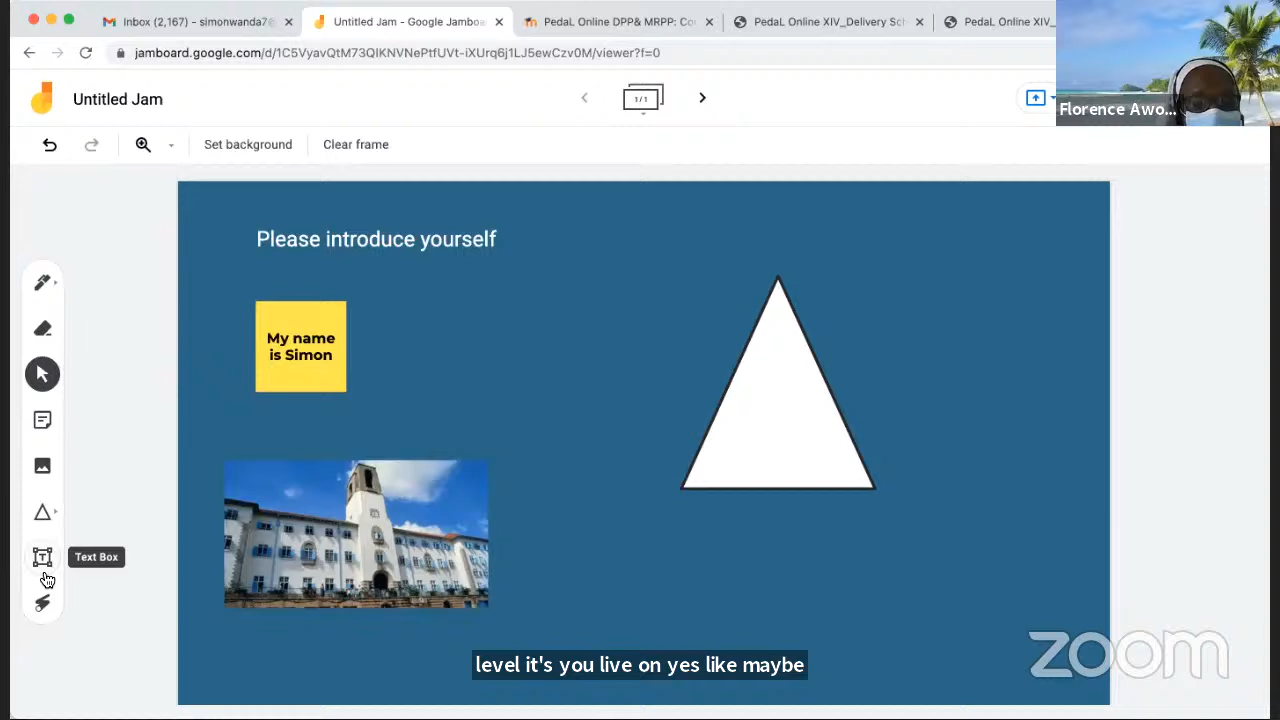 Inbox (2,167) - simonwanda7@
Untitled Jam - Google Jamboa
PedaL Online DPP& MRPP: Co
PedaL Online XIV_Delivery Sch
PedaL Online XIV_
jamboard.google.com/d/1C5VyavQtM73QIKNVNePtfUVt-iXUrq6j1LJ5ewCzv0M/viewer?f=0
Untitled Jam
1/1
Florence Awo...
Set background
Clear frame
Please introduce yourself
My name
is Simon
Text Box
level it's you live on yes like maybe
zoom